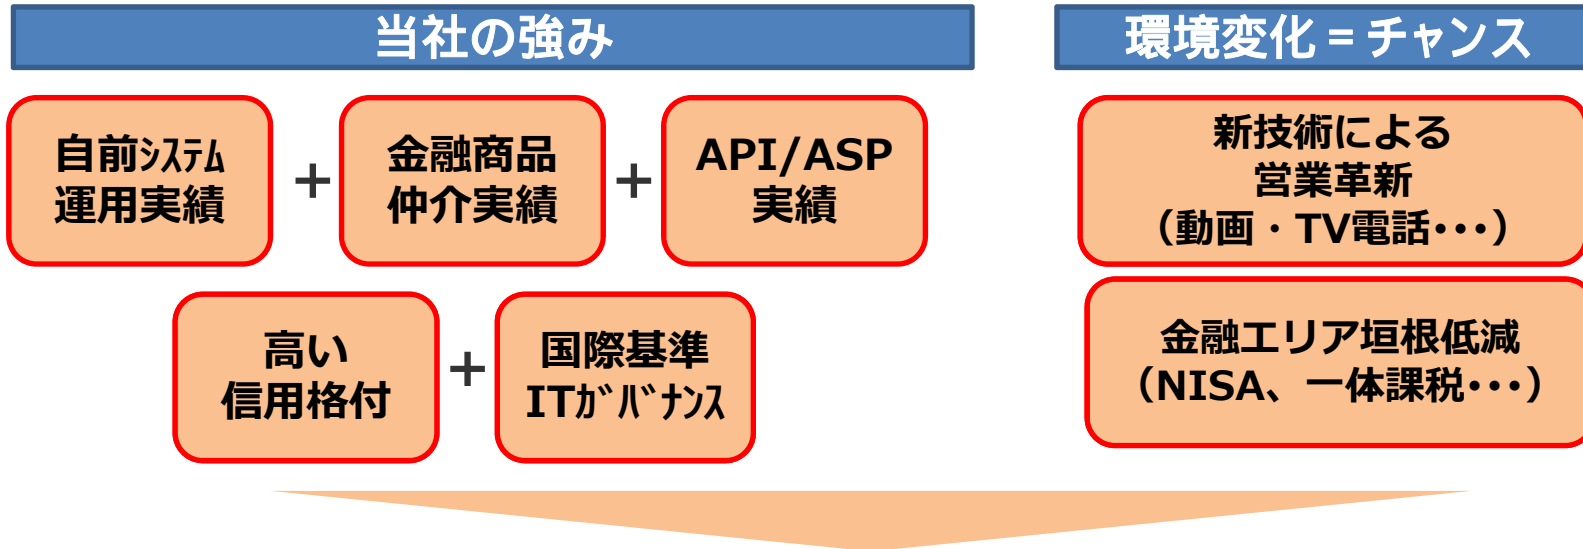 当社の強み
環境変化＝チャンス
自前ｼｽﾃﾑ
運用実績
＋
金融商品
仲介実績
＋
API/ASP
実績
高い
信用格付
＋
国際基準
ITｶﾞﾊﾞﾅﾝｽ
新技術による
営業革新
（動画・TV電話･･･）
金融エリア垣根低減
（NISA、一体課税･･･）